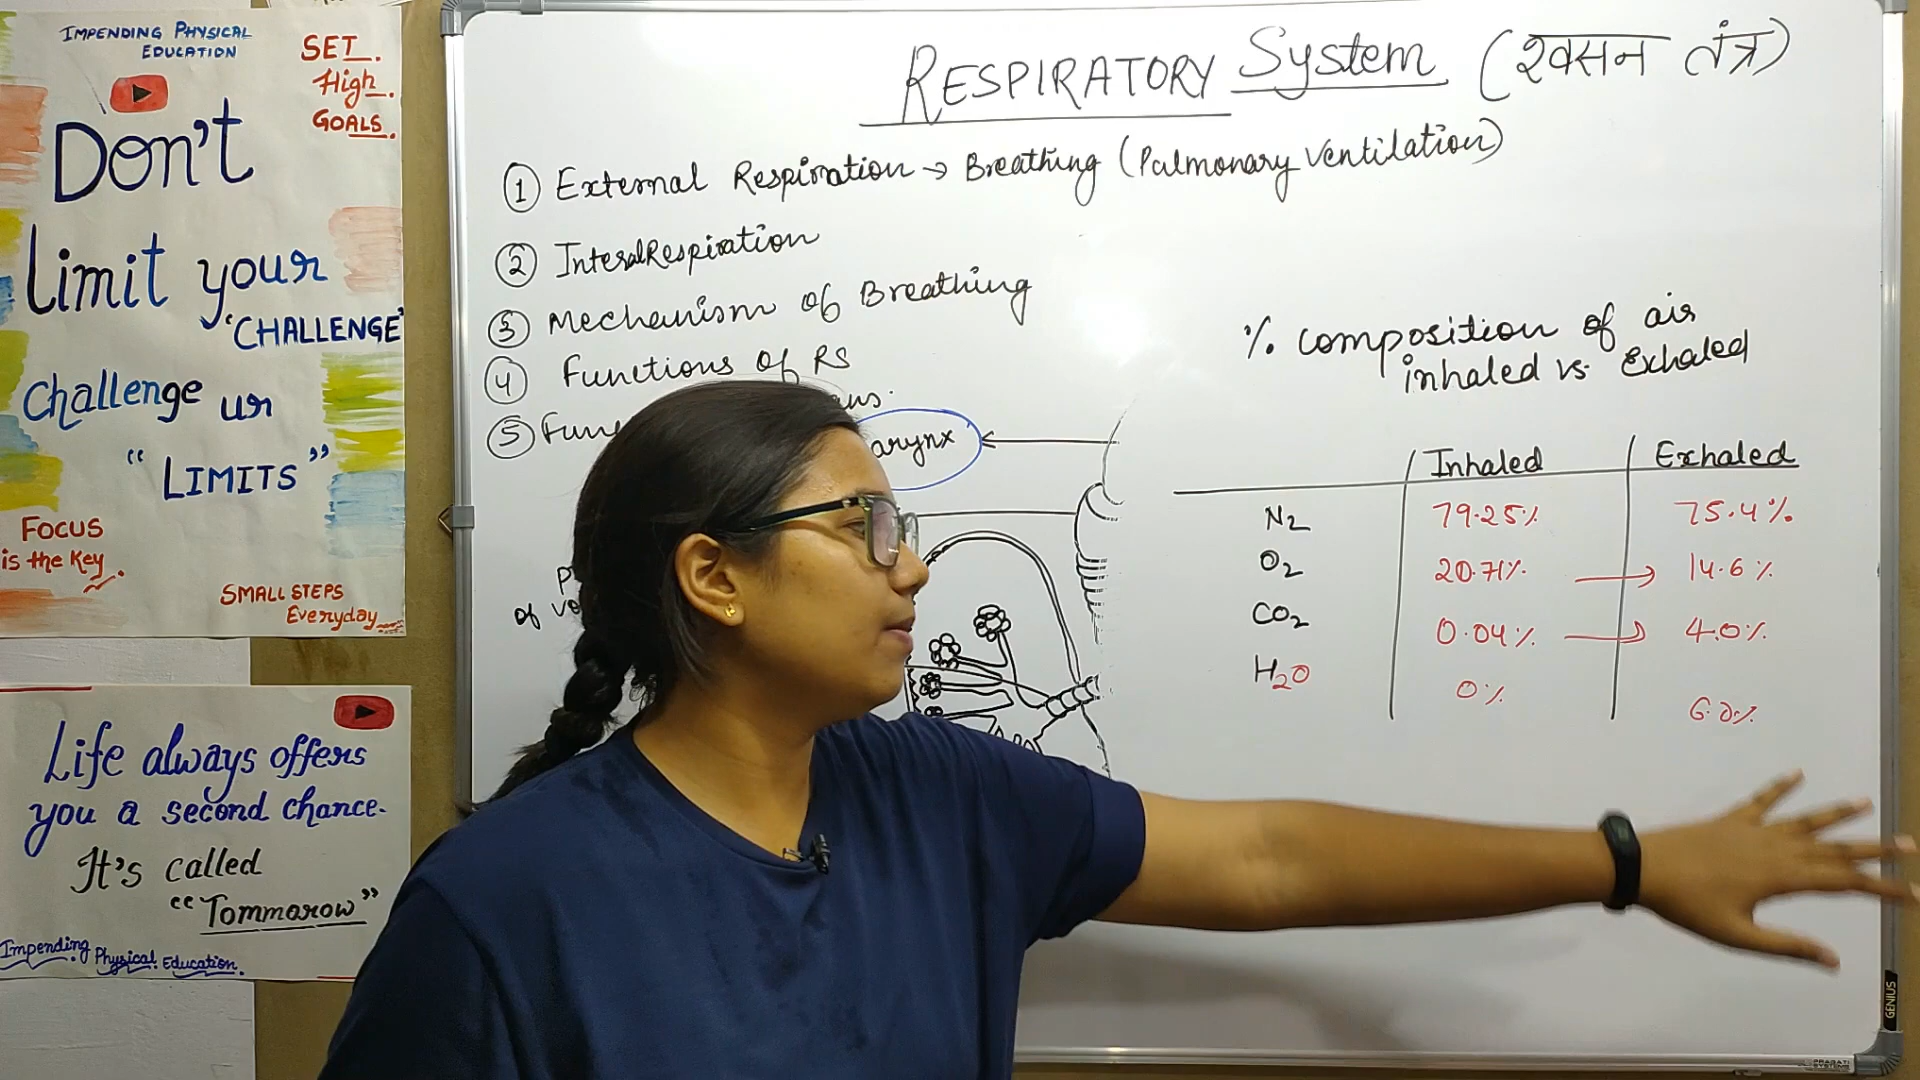 IMPENDING PHYSICAL
EDUCATION
SET
High
GOALS.
Don't
Limit your
'CHALLENGE'
Challenge ur
"LIMITS"
FOCUS
is the Key.
SMALL STEPS
Everyday
Life always offers
you a second chance.
It's called
"Tommorow"
Impending Physical Education.
RESPIRATORY System (श्वसन तंत्र)
① External Respiration → Breathing (Pulmonary Ventilation)
② InteralRespiration
③ Mechanism of Breathing
④ Functions of RS
⑤
arynx
of
% composition of air
inhaled vs Exhaled
Inhaled Exhaled
N2 79.25% 75.4%
O2 20.71% → 14.6%
CO2 0.04% → 4.0%
H2O 0% 6.0%
GENIUS